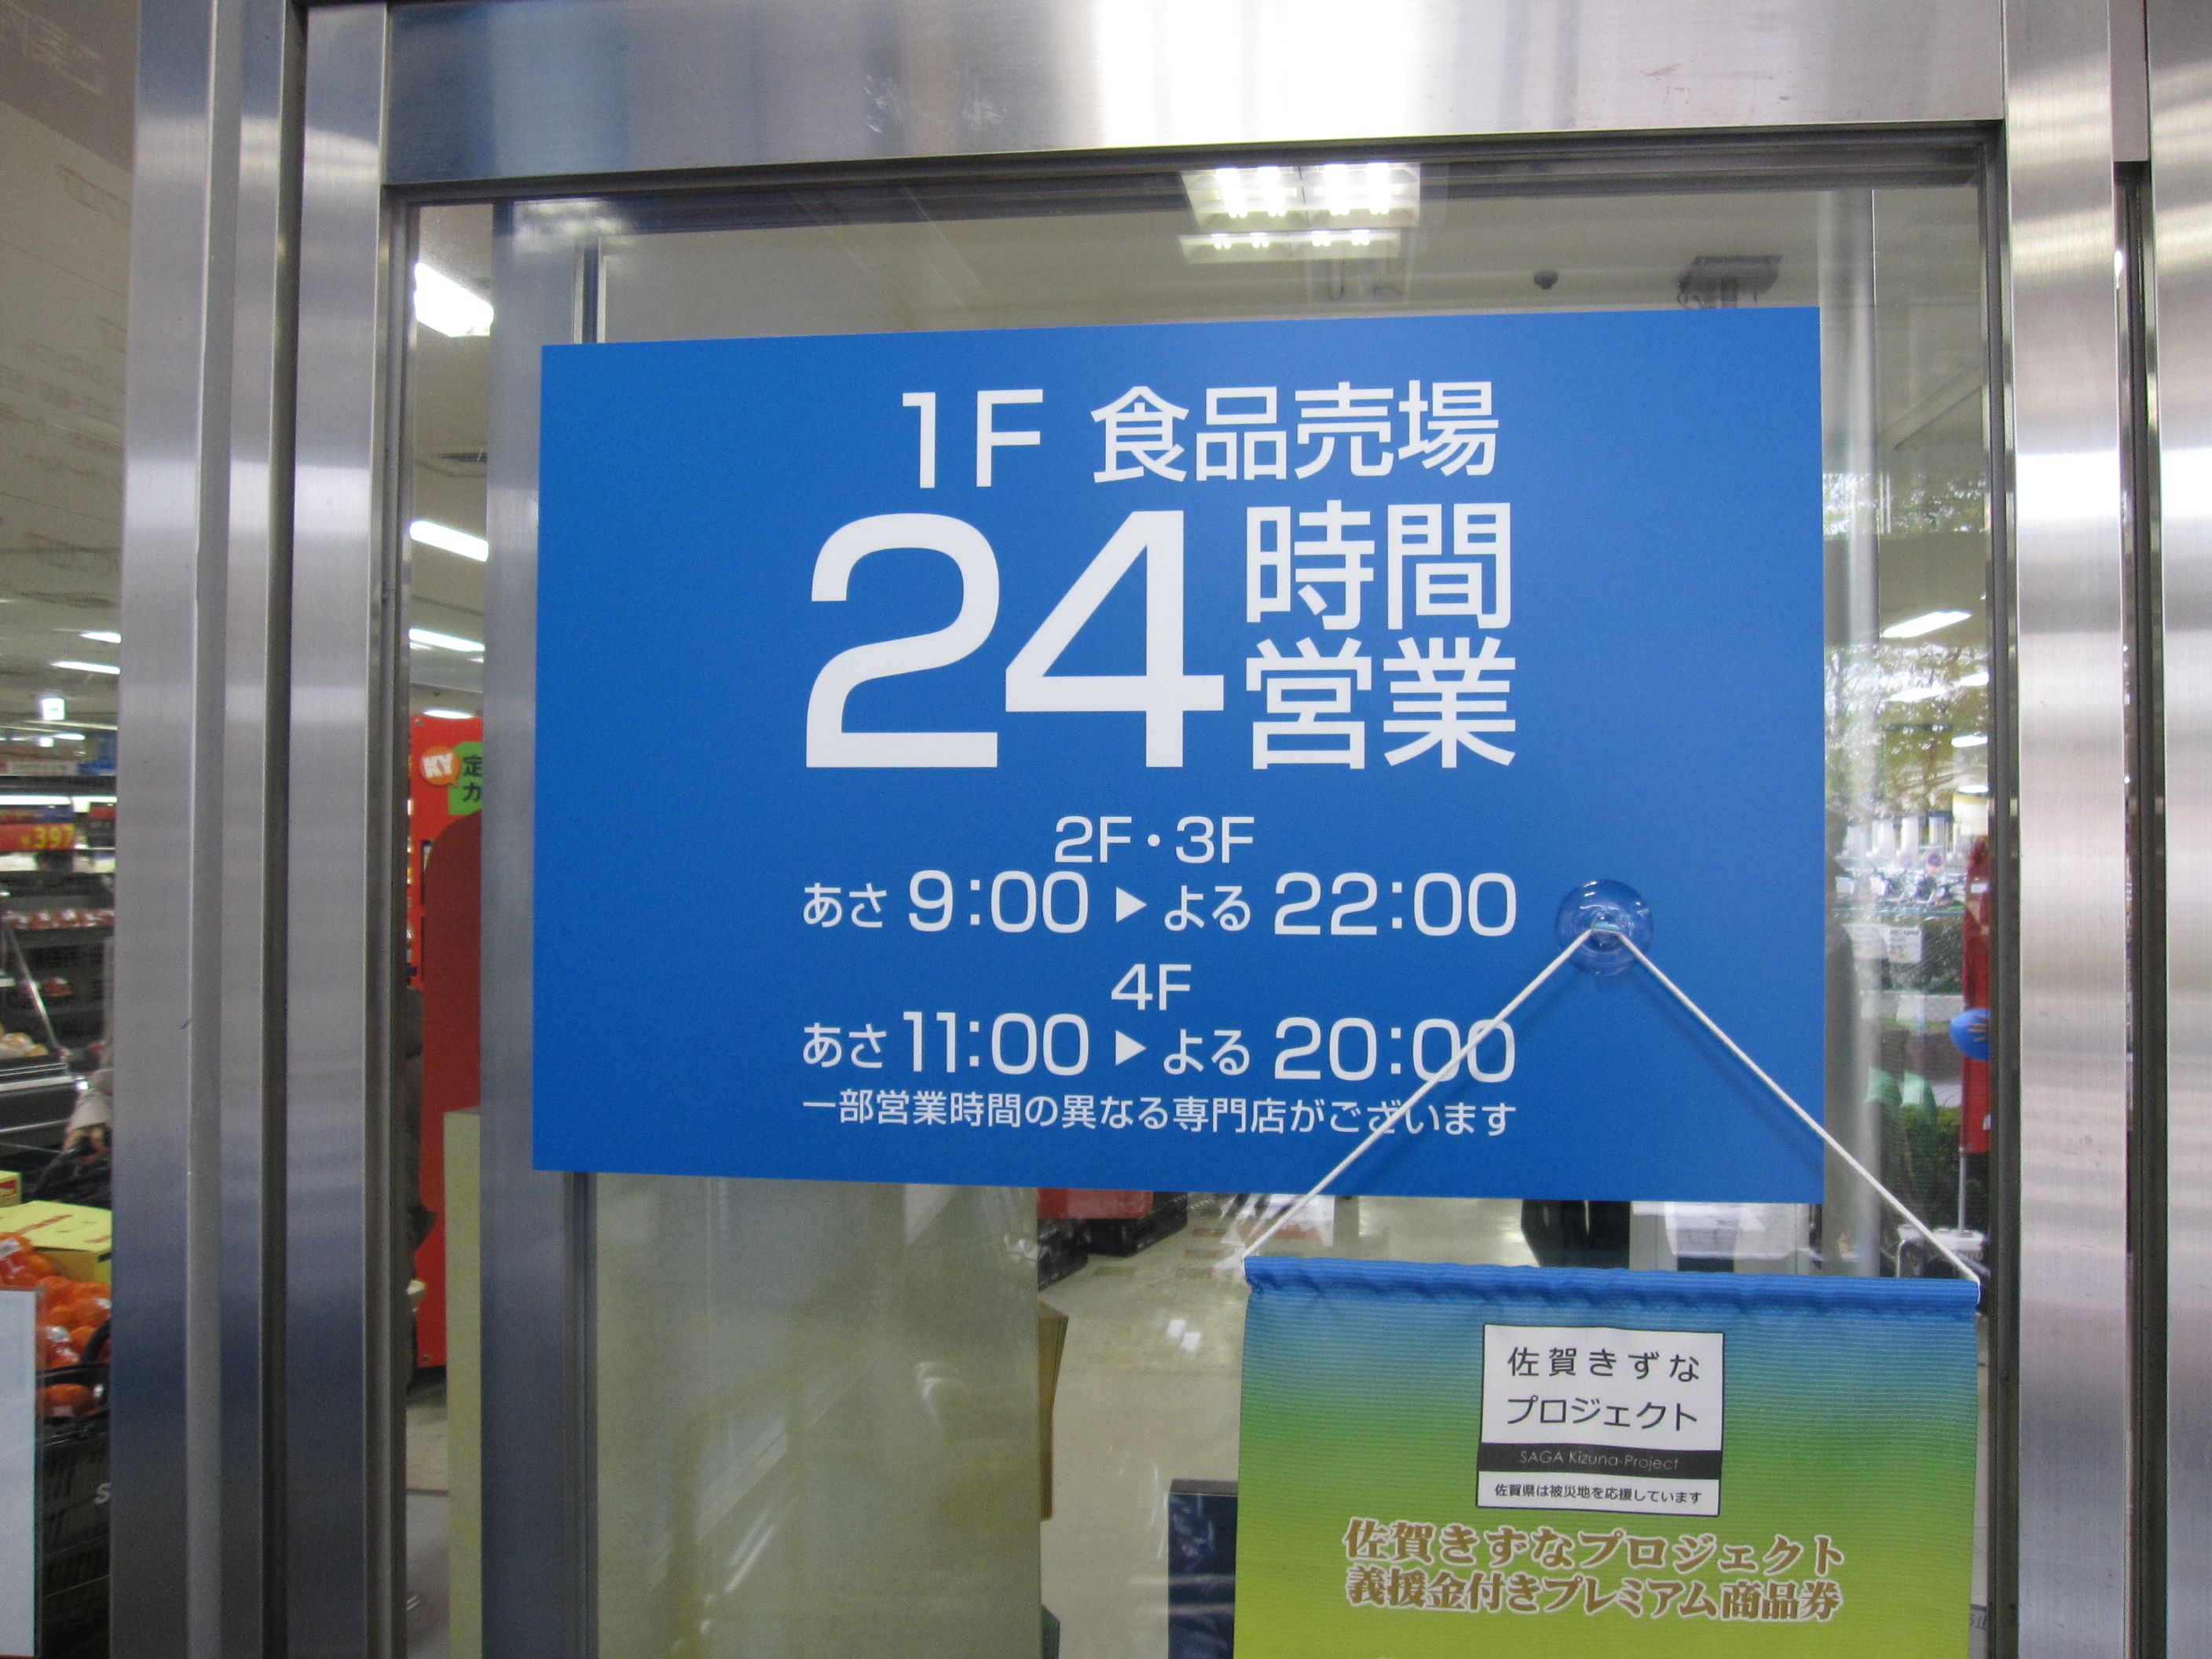 1F 食品売場
24時間
営業
2F・3F
あさ 9:00 ▶ よる 22:00
4F
あさ 11:00 ▶ よる 20:00
一部営業時間の異なる専門店がございます
KY
定
カ
¥397
佐賀きずな
プロジェクト
SAGA Kizuna-Project
佐賀県は被災地を応援しています
佐賀きずなプロジェクト
義援金付きプレミアム商品券